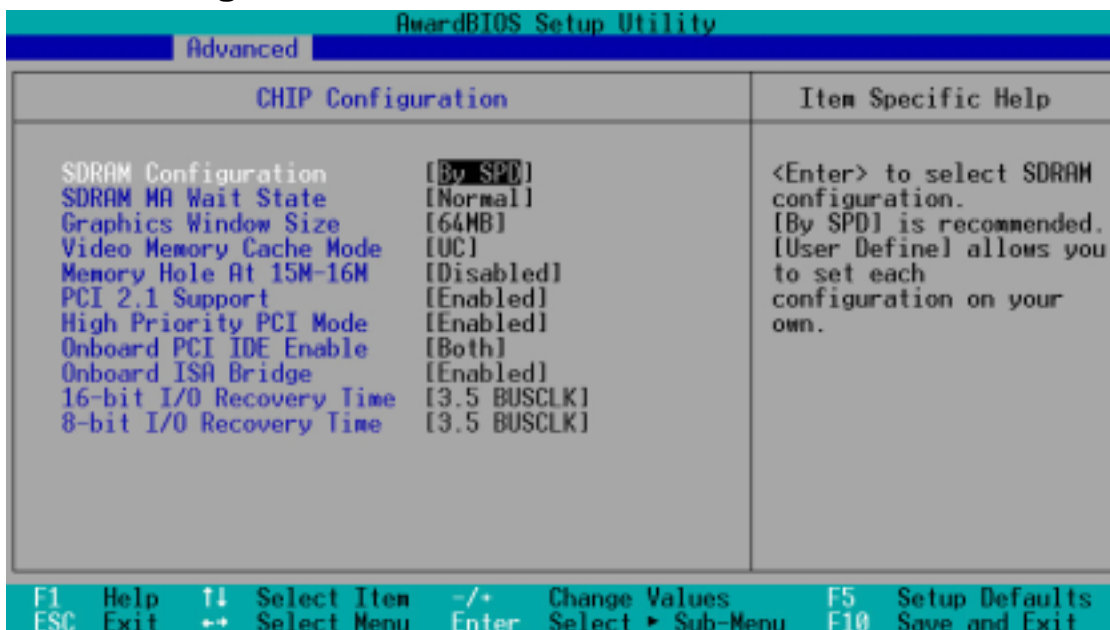 AwardBIOS Setup Utility
Advanced
CHIP Configuration
SDRAM Configuration [By SPD]
SDRAM MA Wait State [Normal]
Graphics Window Size [64MB]
Video Memory Cache Mode [UC]
Memory Hole At 15M-16M [Disabled]
PCI 2.1 Support [Enabled]
High Priority PCI Mode [Enabled]
Onboard PCI IDE Enable [Both]
Onboard ISA Bridge [Enabled]
16-bit I/O Recovery Time [3.5 BUSCLK]
8-bit I/O Recovery Time [3.5 BUSCLK]
Item Specific Help
<Enter> to select SDRAM
configuration.
[By SPD] is recommended.
[User Define] allows you
to set each
configuration on your
own.
F1 Help ↑↓ Select Item -/+ Change Values F5 Setup Defaults
ESC Exit ←→ Select Menu Enter Select ► Sub-Menu F10 Save and Exit